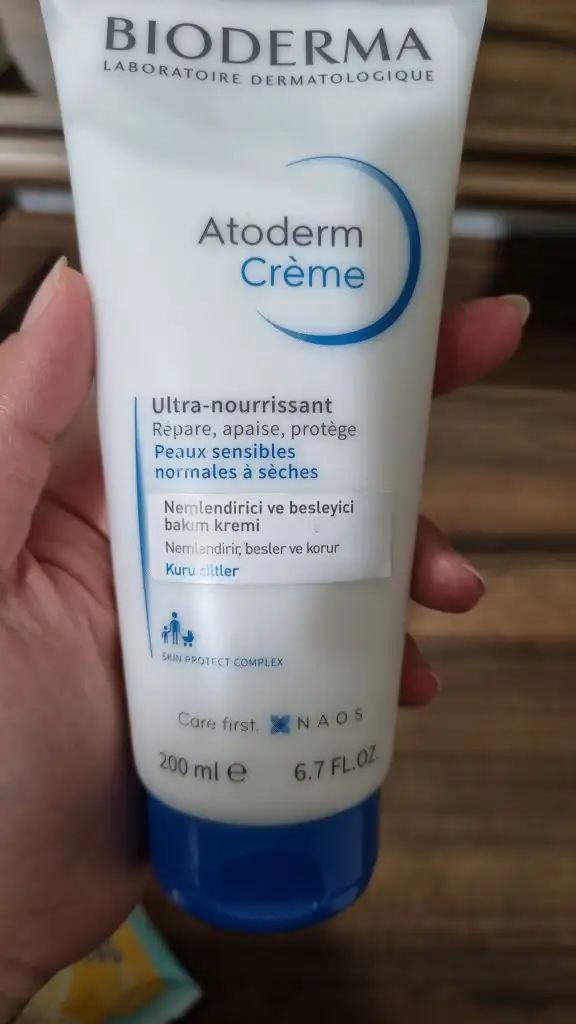 BIODERMA
LABORATOIRE DERMATOLOGIQUE
Atoderm
Crème
Ultra-nourrissant
Répare, apaise, protège
Peaux sensibles
normales à sèches
Nemlendirici ve besleyici
bakım kremi
Nemlendirir, besler ve korur
Kuru ciltler
SKIN PROTECT COMPLEX
Care first. NAOS
200 ml e 6.7 FL.OZ.